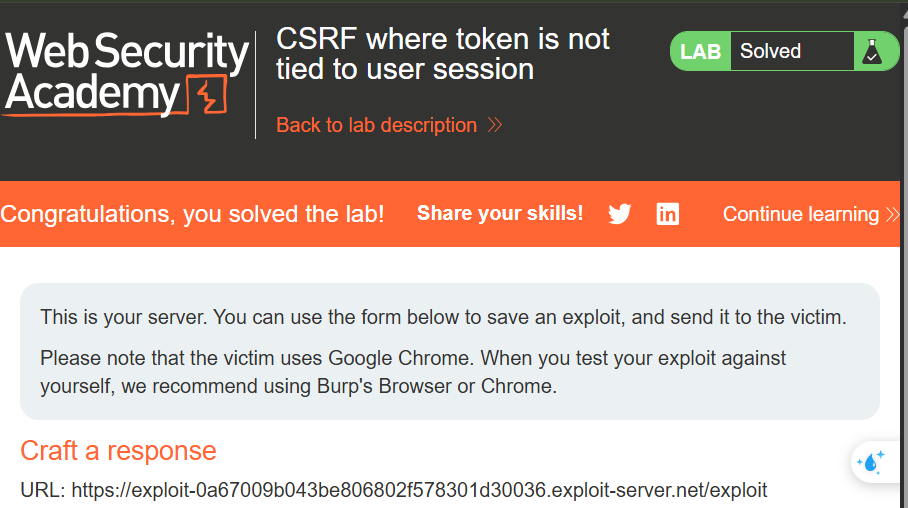 Web Security
Academy
CSRF where token is not
tied to user session
Back to lab description
LAB Solved
Congratulations, you solved the lab! Share your skills! Continue learning
This is your server. You can use the form below to save an exploit, and send it to the victim.
Please note that the victim uses Google Chrome. When you test your exploit against
yourself, we recommend using Burp's Browser or Chrome.
Craft a response
URL: https://exploit-0a67009b043be806802f578301d30036.exploit-server.net/exploit